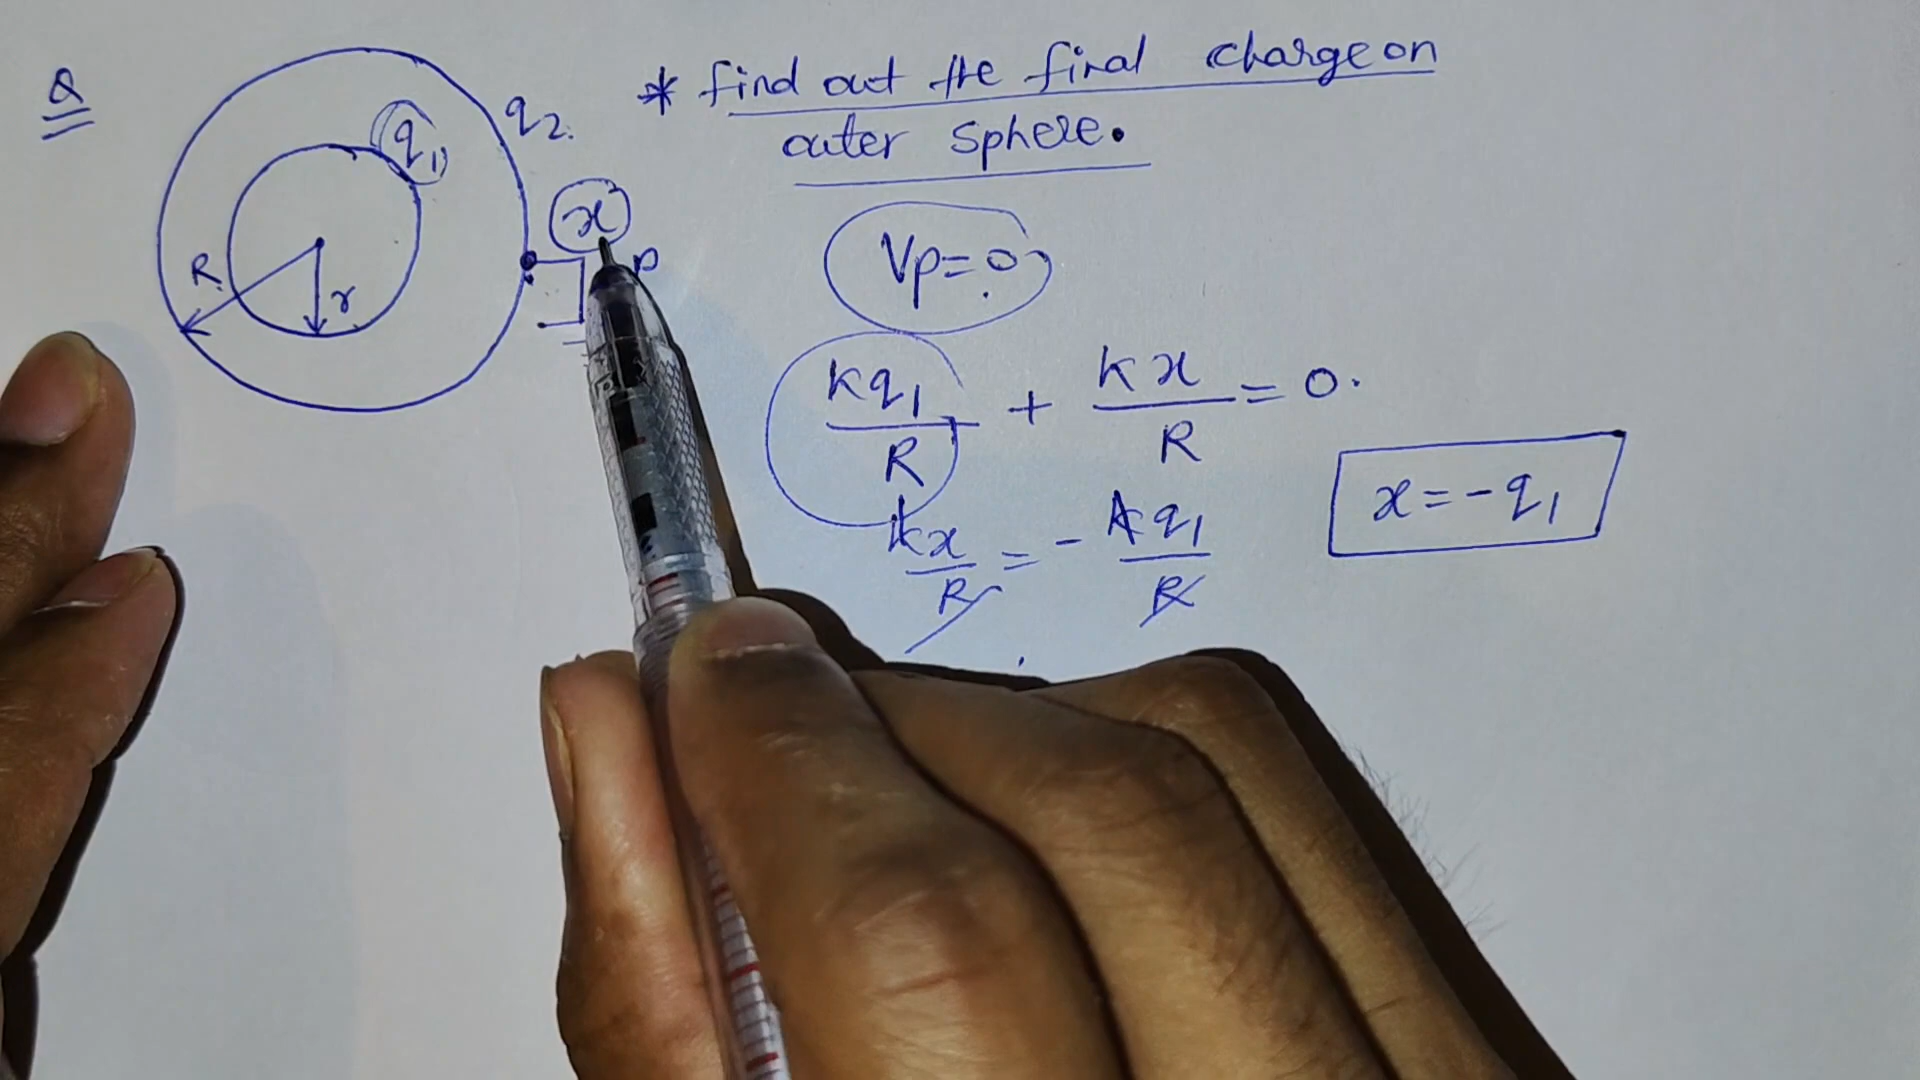 Q
q1
q2.
R
r
x
p
* find out the final charge on
outer sphere.
Vp=0
kq1/R + kx/R = 0.
kx/R = - kq1/R
x = - q1